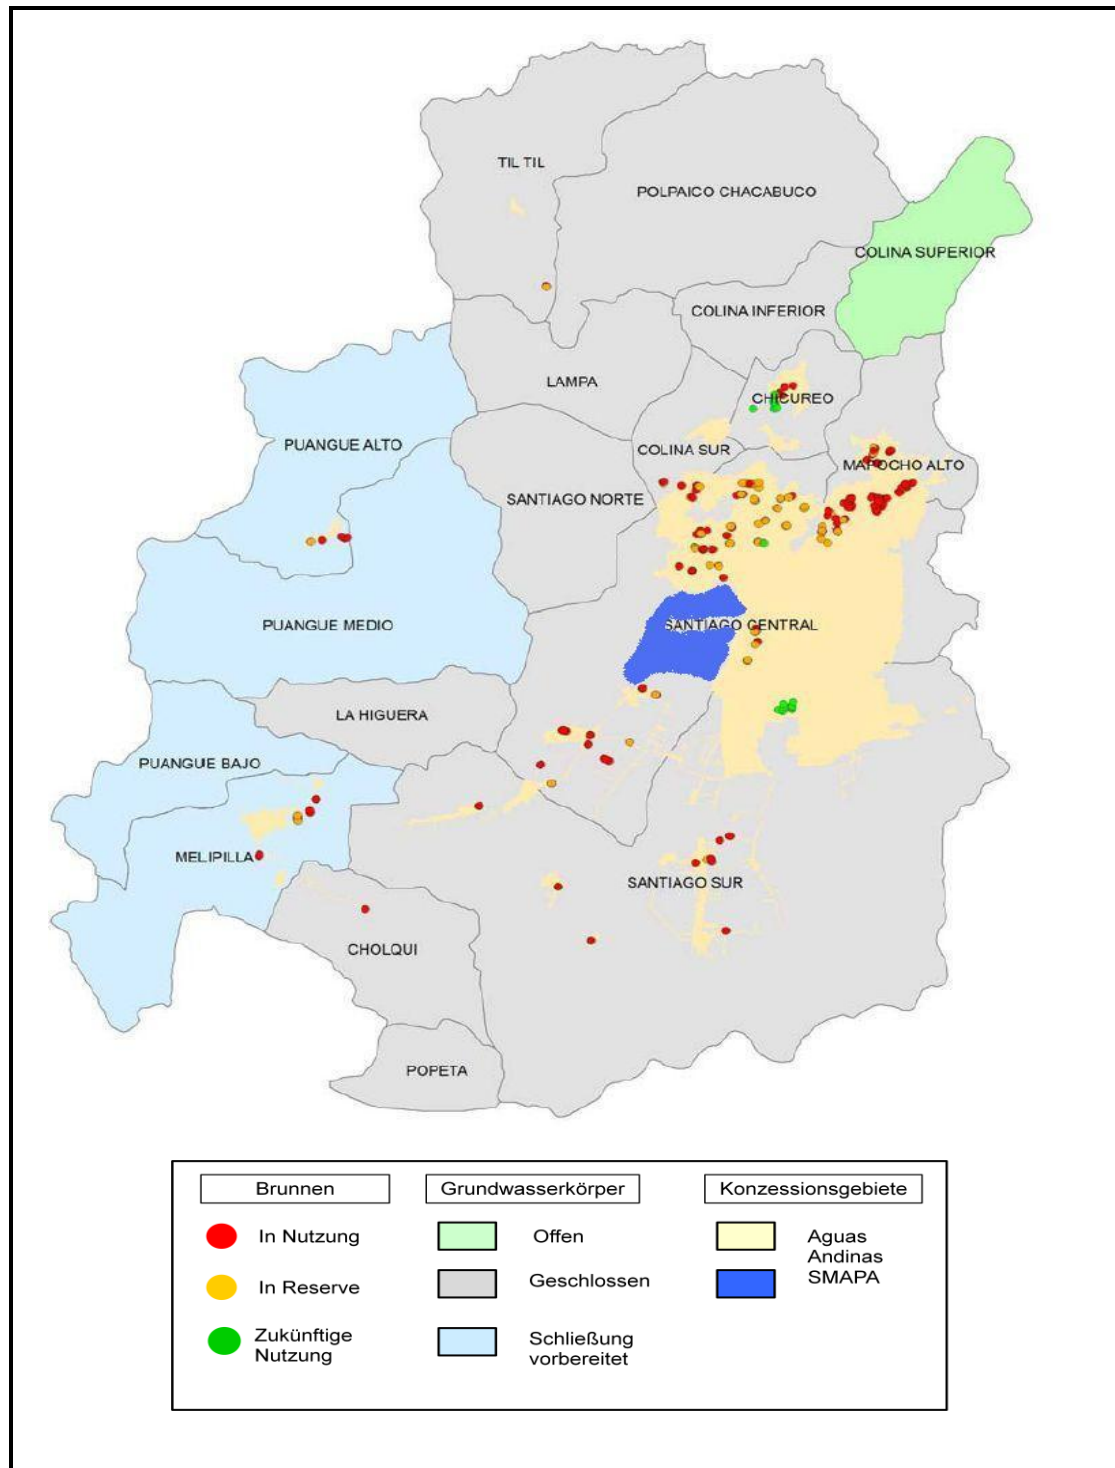 TIL TIL
POLPAICO CHACABUCO
COLINA SUPERIOR
COLINA INFERIOR
LAMPA
CHICUREO
PUANGUE ALTO
COLINA SUR
MAPOCHO ALTO
SANTIAGO NORTE
PUANGUE MEDIO
SANTIAGO CENTRAL
LA HIGUERA
PUANGUE BAJO
MELIPILLA
SANTIAGO SUR
CHOLQUI
POPETA
Brunnen
In Nutzung
In Reserve
Zukünftige
Nutzung
Grundwasserkörper
Offen
Geschlossen
Schließung
vorbereitet
Konzessionsgebiete
Aguas
Andinas
SMAPA